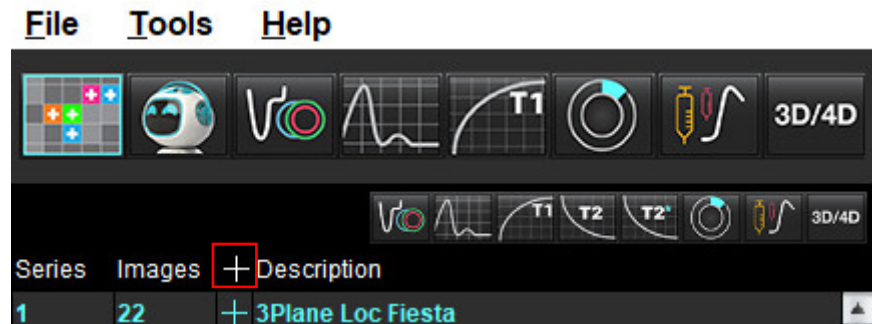 File Tools Help
T1 3D/4D
T1 T2 T2* 3D/4D
Series Images + Description
1 22 + 3Plane Loc Fiesta